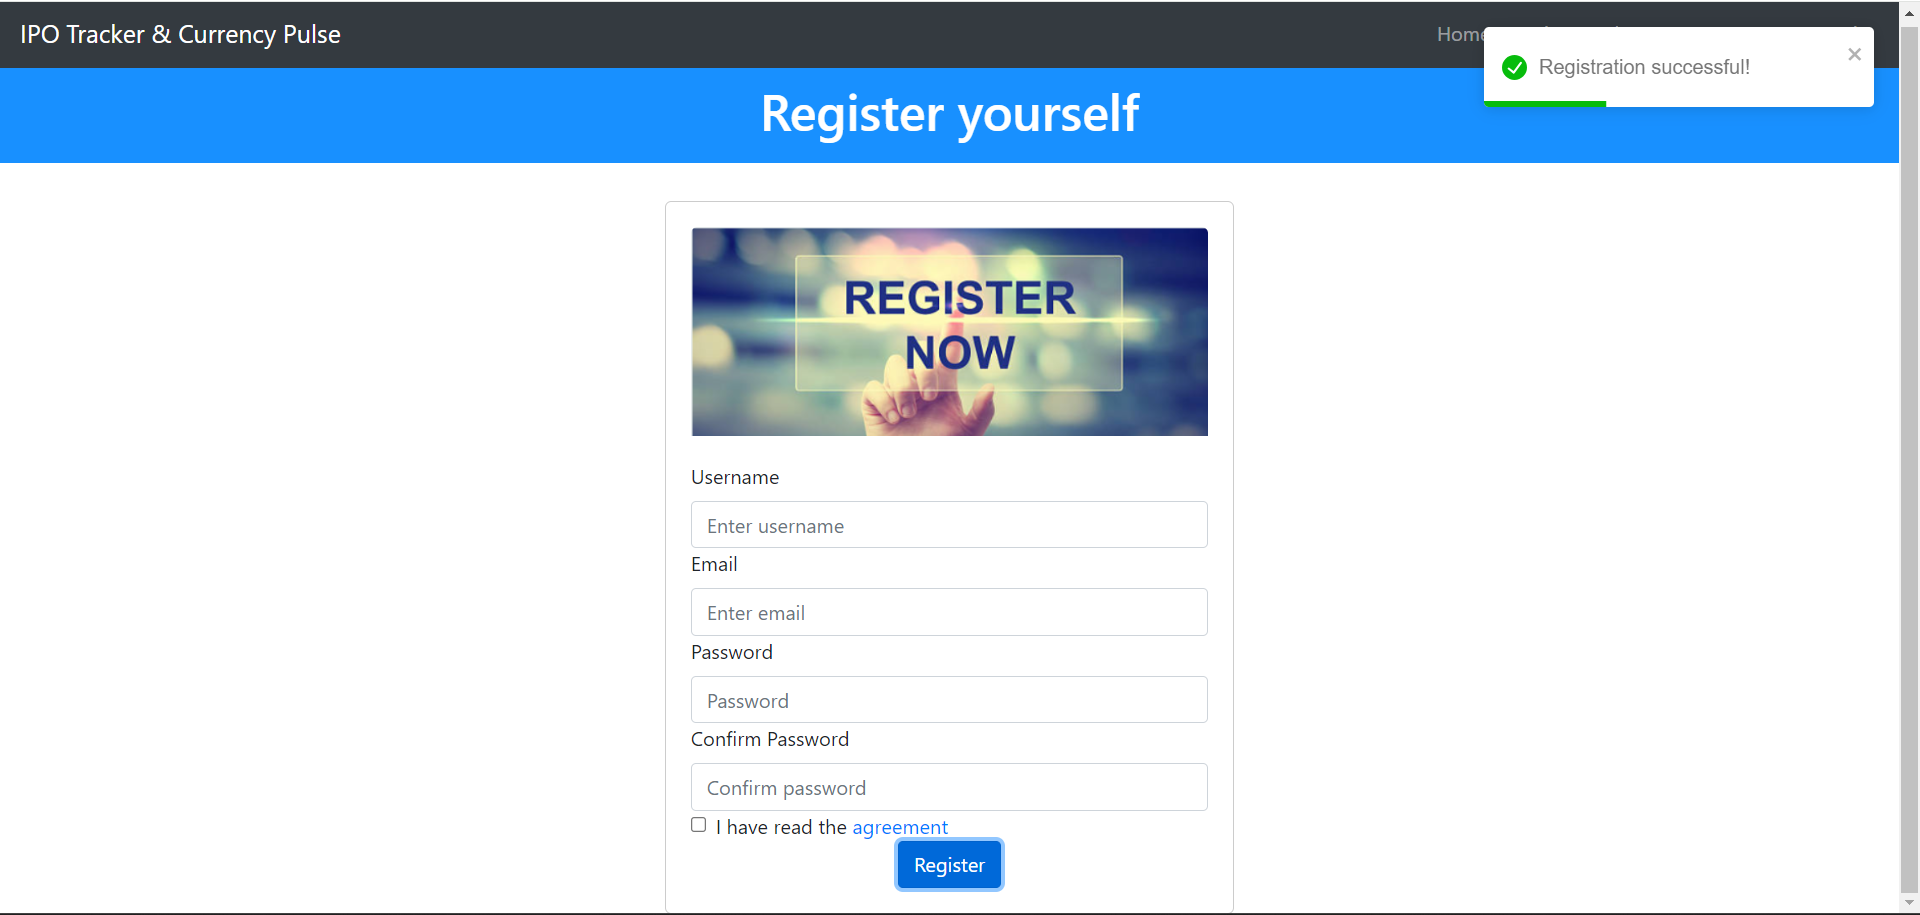 IPO Tracker & Currency Pulse
Home
Registration successful!
Register yourself
REGISTER
NOW
Username
Enter username
Email
Enter email
Password
Password
Confirm Password
Confirm password
I have read the agreement
Register